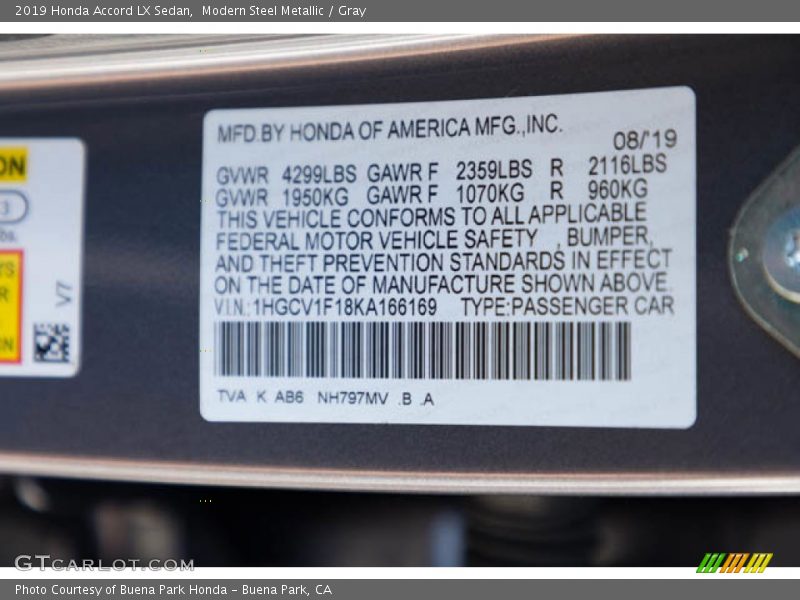 2019 Honda Accord LX Sedan, Modern Steel Metallic / Gray
MFD.BY HONDA OF AMERICA MFG.,INC.
08/'19
GVWR 4299LBS GAWR F 2359LBS R 2116LBS
GVWR 1950KG GAWR F 1070KG R 960KG
THIS VEHICLE CONFORMS TO ALL APPLICABLE
FEDERAL MOTOR VEHICLE SAFETY , BUMPER,
AND THEFT PREVENTION STANDARDS IN EFFECT
ON THE DATE OF MANUFACTURE SHOWN ABOVE.
V.I.N.:1HGCV1F18KA166169 TYPE:PASSENGER CAR
TVA K AB6 NH797MV .B .A
V7
GTCARLOT.COM
Photo Courtesy of Buena Park Honda - Buena Park, CA